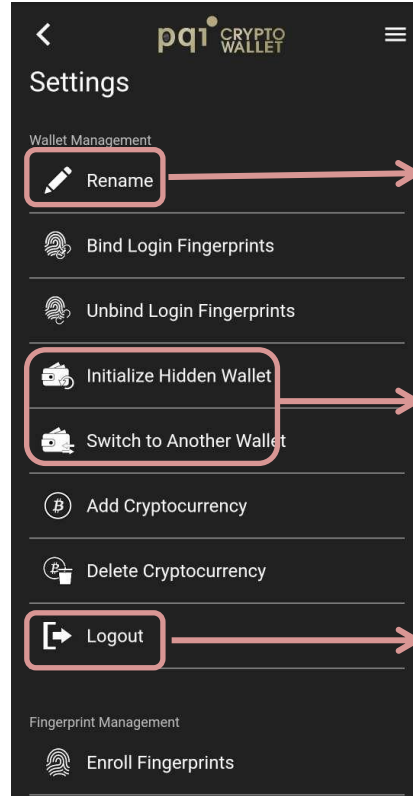 pqi CRYPTO
WALLET
Settings
Wallet Management
Rename
Bind Login Fingerprints
Unbind Login Fingerprints
Initialize Hidden Wallet
Switch to Another Wallet
Add Cryptocurrency
Delete Cryptocurrency
Logout
Fingerprint Management
Enroll Fingerprints